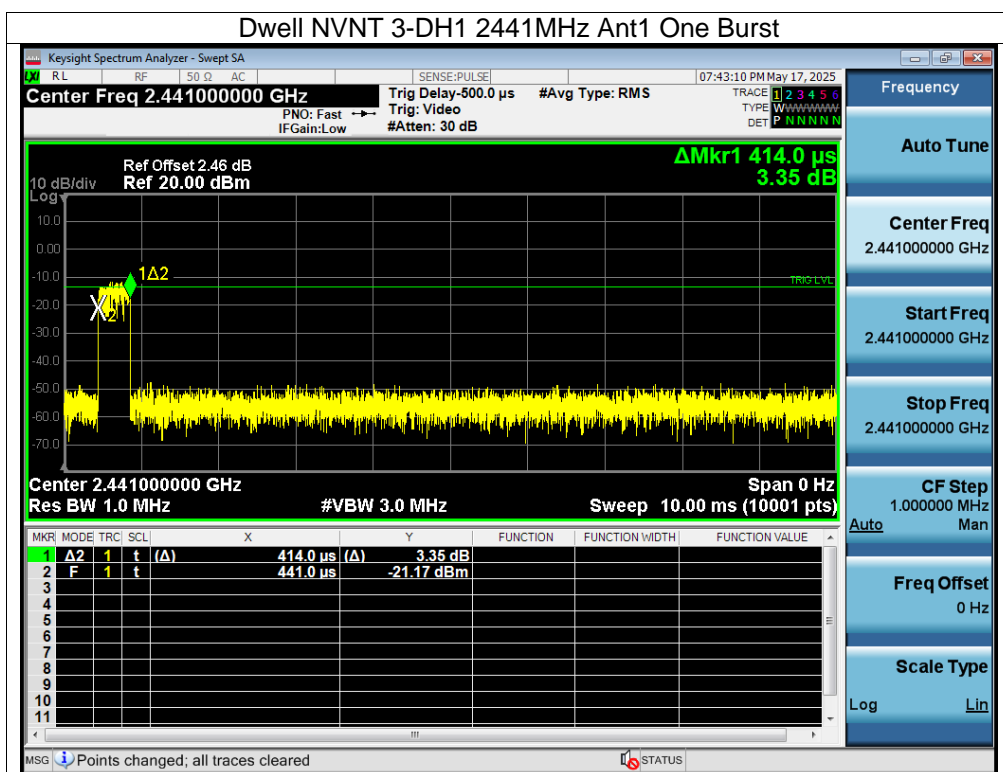 Dwell NVNT 3-DH1 2441MHz Ant1 One Burst
Keysight Spectrum Analyzer - Swept SA
LXI RL RF 50 Ω AC SENSE:PULSE 07:43:10 PM May 17, 2025
Center Freq 2.441000000 GHz Trig Delay-500.0 µs #Avg Type: RMS TRACE 1 2 3 4 5 6
PNO: Fast Trig: Video TYPE WWWWWWW
IFGain:Low #Atten: 30 dB DET P N N N N N
Frequency
Auto Tune
Center Freq
2.441000000 GHz
Start Freq
2.441000000 GHz
Stop Freq
2.441000000 GHz
CF Step
1.000000 MHz
Auto Man
Freq Offset
0 Hz
Scale Type
Log Lin
ΔMkr1 414.0 µs
3.35 dB
Ref Offset 2.46 dB
10 dB/div Ref 20.00 dBm
Log
10.0
0.00
-10.0 1Δ2 TRIG LVL
-20.0 2
-30.0
-40.0
-50.0
-60.0
-70.0
Center 2.441000000 GHz Span 0 Hz
Res BW 1.0 MHz #VBW 3.0 MHz Sweep 10.00 ms (10001 pts)
MKR MODE TRC SCL X Y FUNCTION FUNCTION WIDTH FUNCTION VALUE
1 Δ2 1 t (Δ) 414.0 µs (Δ) 3.35 dB
2 F 1 t 441.0 µs -21.17 dBm
3
4
5
6
7
8
9
10
11
MSG Points changed; all traces cleared STATUS